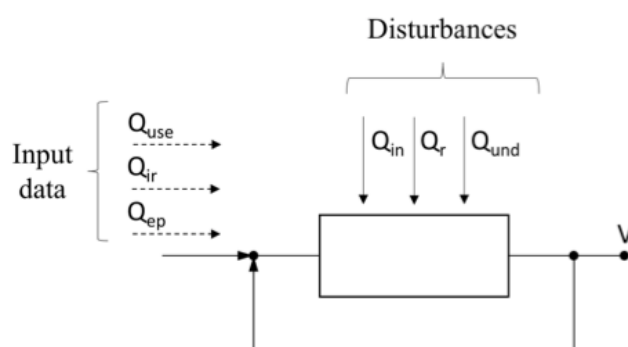 Disturbances
Input
data
Q_use
Q_ir
Q_ep
Q_in Q_r Q_und
V